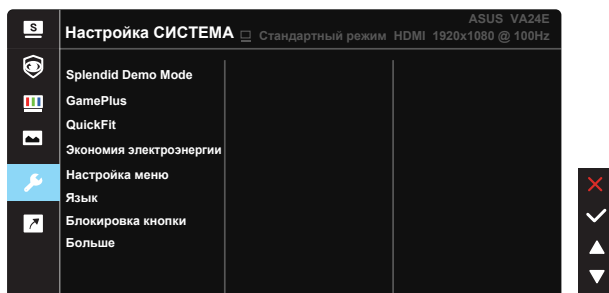 S
ASUS VA24E
Настройка СИСТЕМА Стандартный режим HDMI 1920x1080 @ 100Hz
Splendid Demo Mode
GamePlus
QuickFit
Экономия электроэнергии
Настройка меню
Язык
Блокировка кнопки
Больше